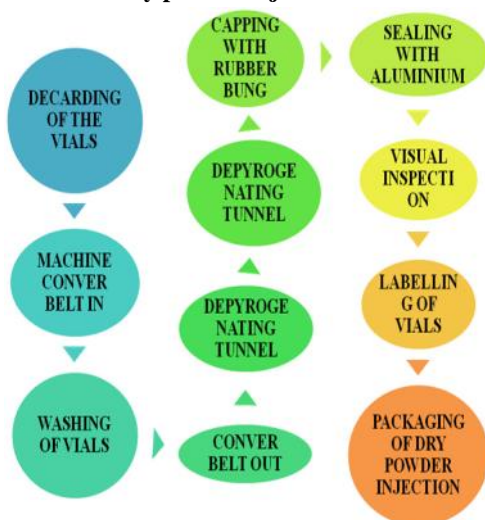 DECARDING
OF THE
VIALS
MACHINE
CONVER
BELT IN
WASHING
OF VIALS
CONVER
BELT OUT
DEPYROGE
NATING
TUNNEL
DEPYROGE
NATING
TUNNEL
CAPPING
WITH
RUBBER
BUNG
SEALING
WITH
ALUMINIUM
VISUAL
INSPECTI
ON
LABELLIN
G OF
VIALS
PACKAGING
OF DRY
POWDER
INJECTION